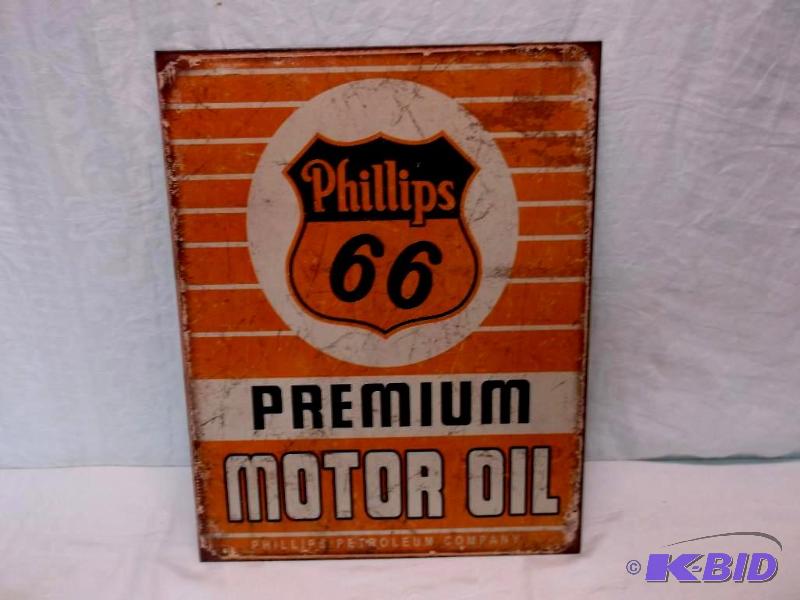 Phillips
66
PREMIUM
MOTOR OIL
PHILLIPS PETROLEUM COMPANY
© K-BID